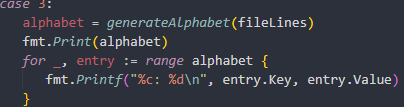 case 3:
alphabet = generateAlphabet(fileLines)
fmt.Print(alphabet)
for _, entry := range alphabet {
fmt.Printf("%c: %d\n", entry.Key, entry.Value)
}